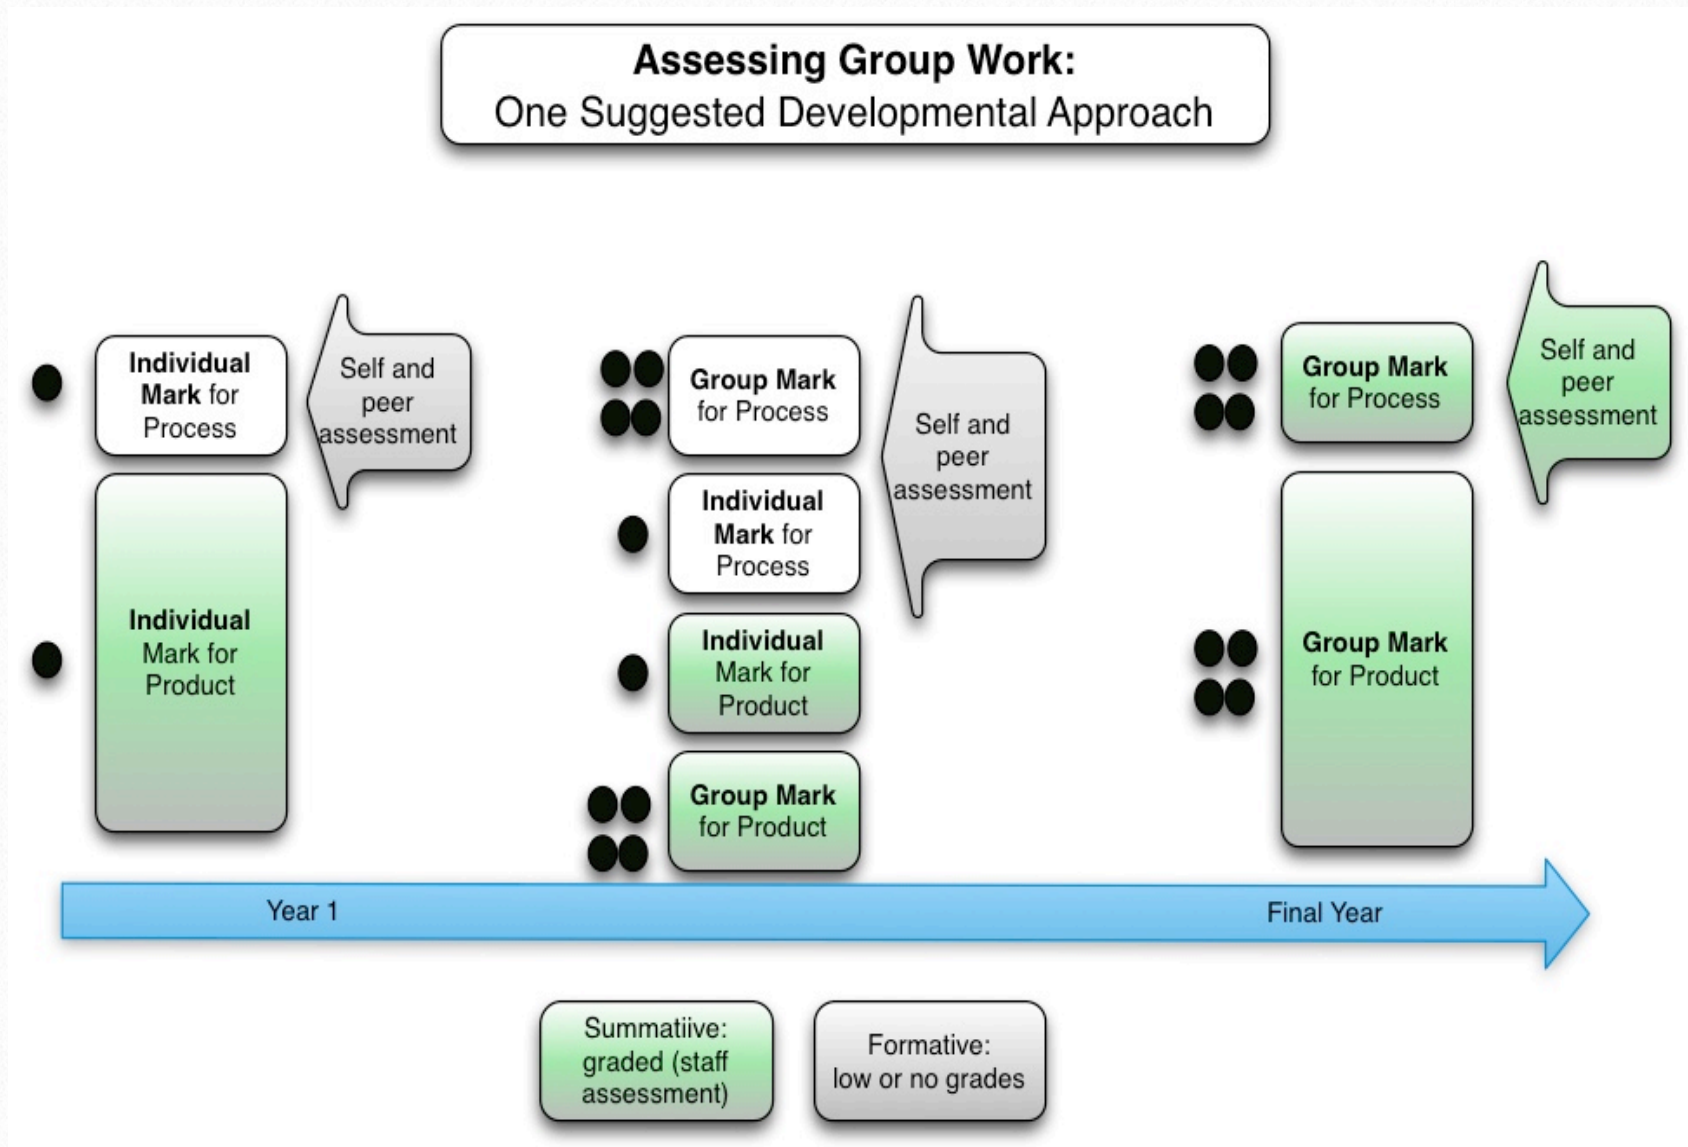 Assessing Group Work:
One Suggested Developmental Approach
Individual
Mark for
Process
Self and
peer
assessment
Individual
Mark for
Product
Group Mark
for Process
Individual
Mark for
Process
Self and
peer
assessment
Individual
Mark for
Product
Group Mark
for Product
Group Mark
for Process
Self and
peer
assessment
Group Mark
for Product
Year 1
Final Year
Summatiive:
graded (staff
assessment)
Formative:
low or no grades